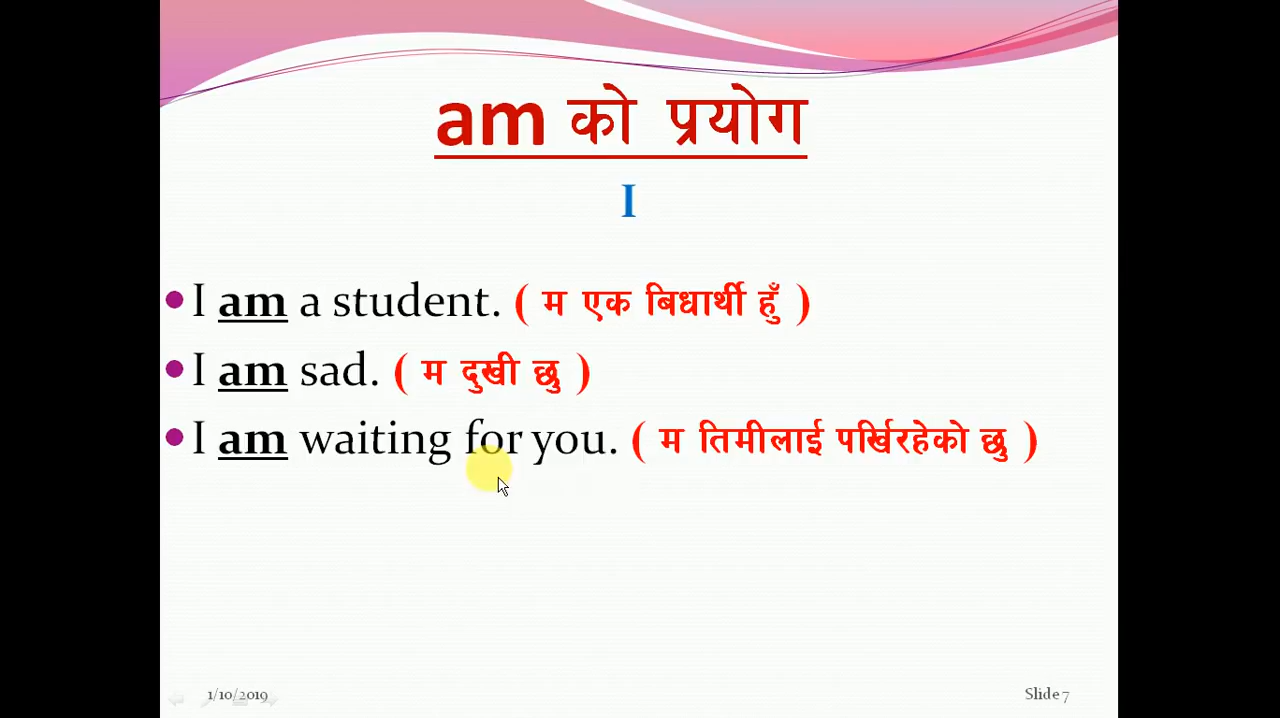 am को प्रयोग
I
I am a student. ( म एक बिधार्थी हुँ )
I am sad. ( म दुखी छु )
I am waiting for you. ( म तिमीलाई पर्खिरहेको छु )
1/10/2019 Slide 7